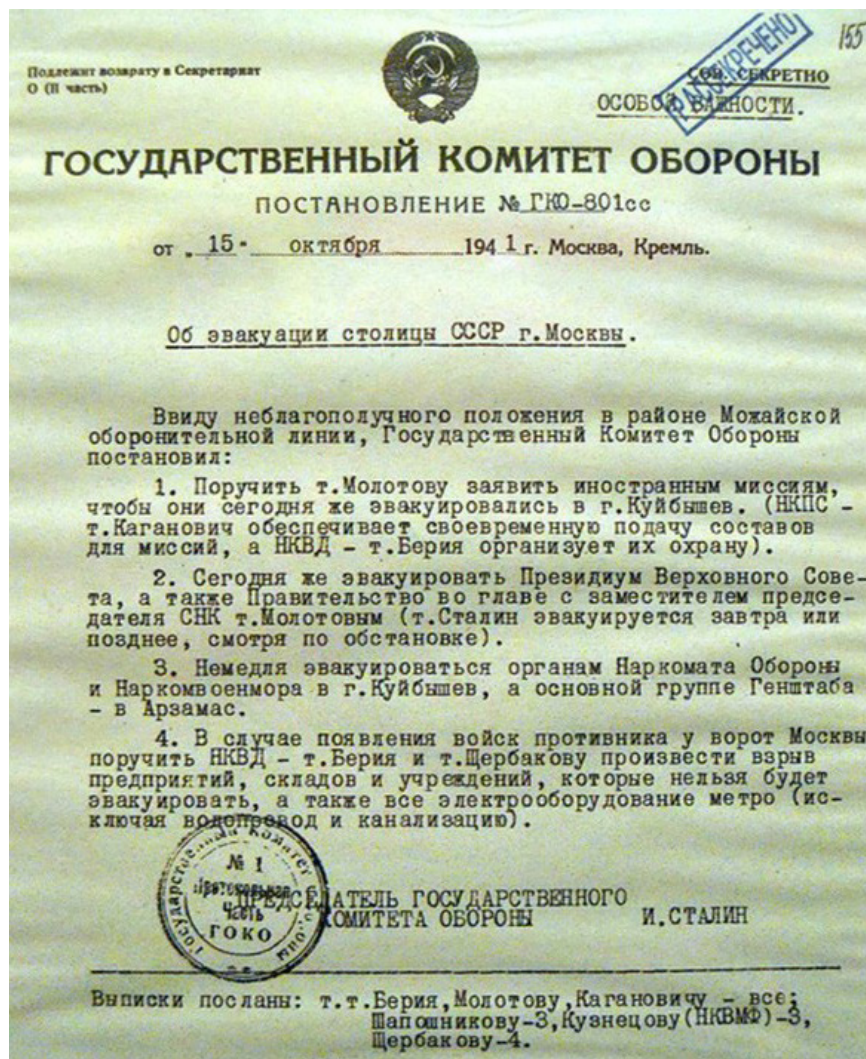 155
Подлежит возврату в Секретариат
О (II часть)
СОВ. СЕКРЕТНО
ОСОБОЙ ВАЖНОСТИ.
РАССЕКРЕЧЕНО
ГОСУДАРСТВЕННЫЙ КОМИТЕТ ОБОРОНЫ
ПОСТАНОВЛЕНИЕ № ГКО-801сс
от „ 15 " октября 1941 г. Москва, Кремль.
Об эвакуации столицы СССР г.Москвы.
Ввиду неблагополучного положения в районе Можайской
оборонительной линии, Государственный Комитет Обороны
постановил:
1. Поручить т.Молотову заявить иностранным миссиям,
чтобы они сегодня же эвакуировались в г.Куйбышев. (НКПС -
т.Каганович обеспечивает своевременную подачу составов
для миссий, а НКВД - т.Берия организует их охрану).
2. Сегодня же эвакуировать Президиум Верховного Сове-
та, а также Правительство во главе с заместителем предсе-
дателя СНК т.Молотовым (т.Сталин эвакуируется завтра или
позднее, смотря по обстановке).
3. Немедля эвакуироваться органам Наркомата Обороны
и Наркомвоенмора в г.Куйбышев, а основной группе Генштаба
- в Арзамас.
4. В случае появления войск противника у ворот Москвы
поручить НКВД - т.Берия и т.Щербакову произвести взрыв
предприятий, складов и учреждений, которые нельзя будет
эвакуировать, а также все электрооборудование метро (ис-
ключая водопровод и канализацию).
Государственный Комитет Обороны
№ 1
Протокольная
Часть
ГОКО
ПРЕДСЕДАТЕЛЬ ГОСУДАРСТВЕННОГО
КОМИТЕТА ОБОРОНЫ И.СТАЛИН
Выписки посланы: т.т.Берия,Молотову,Кагановичу - все;
Шапошникову-3,Кузнецову(НКВМФ)-3,
Щербакову-4.